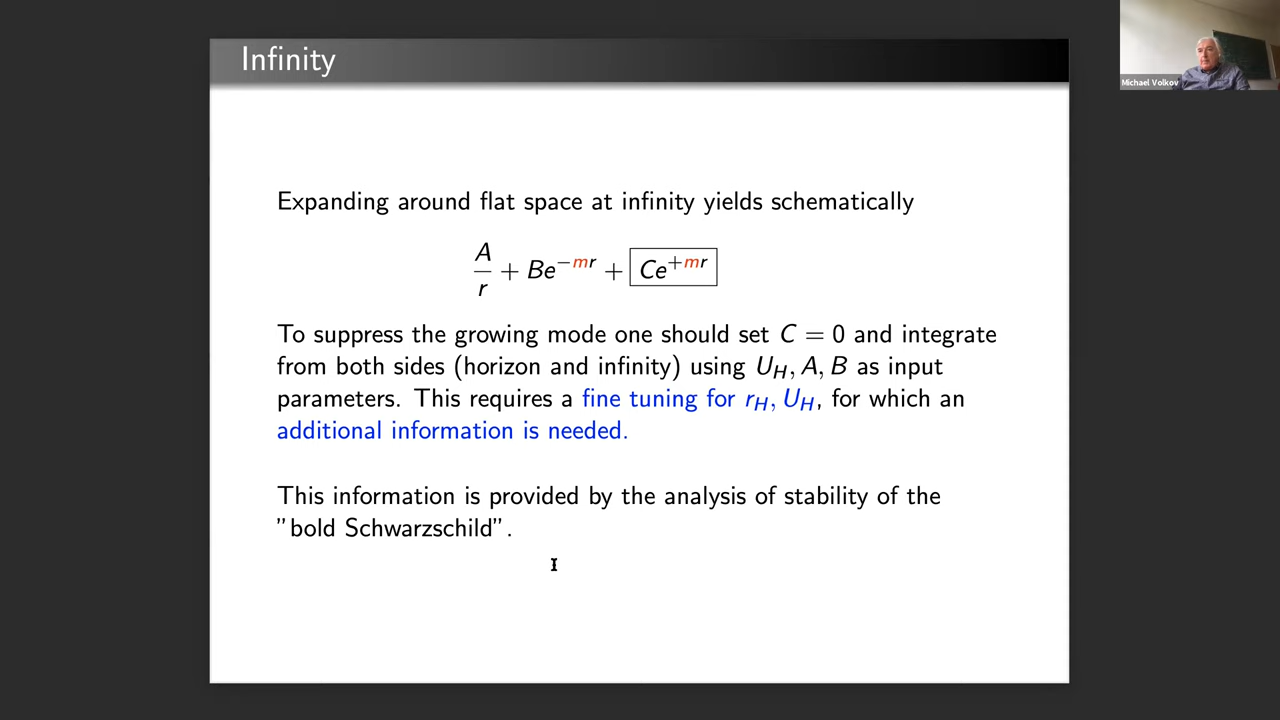 Infinity
Michael Volkov
Expanding around flat space at infinity yields schematically
A/r + Be^{−mr} + Ce^{+mr}
To suppress the growing mode one should set C = 0 and integrate
from both sides (horizon and infinity) using U_H, A, B as input
parameters. This requires a fine tuning for r_H, U_H, for which an
additional information is needed.
This information is provided by the analysis of stability of the
”bold Schwarzschild”.